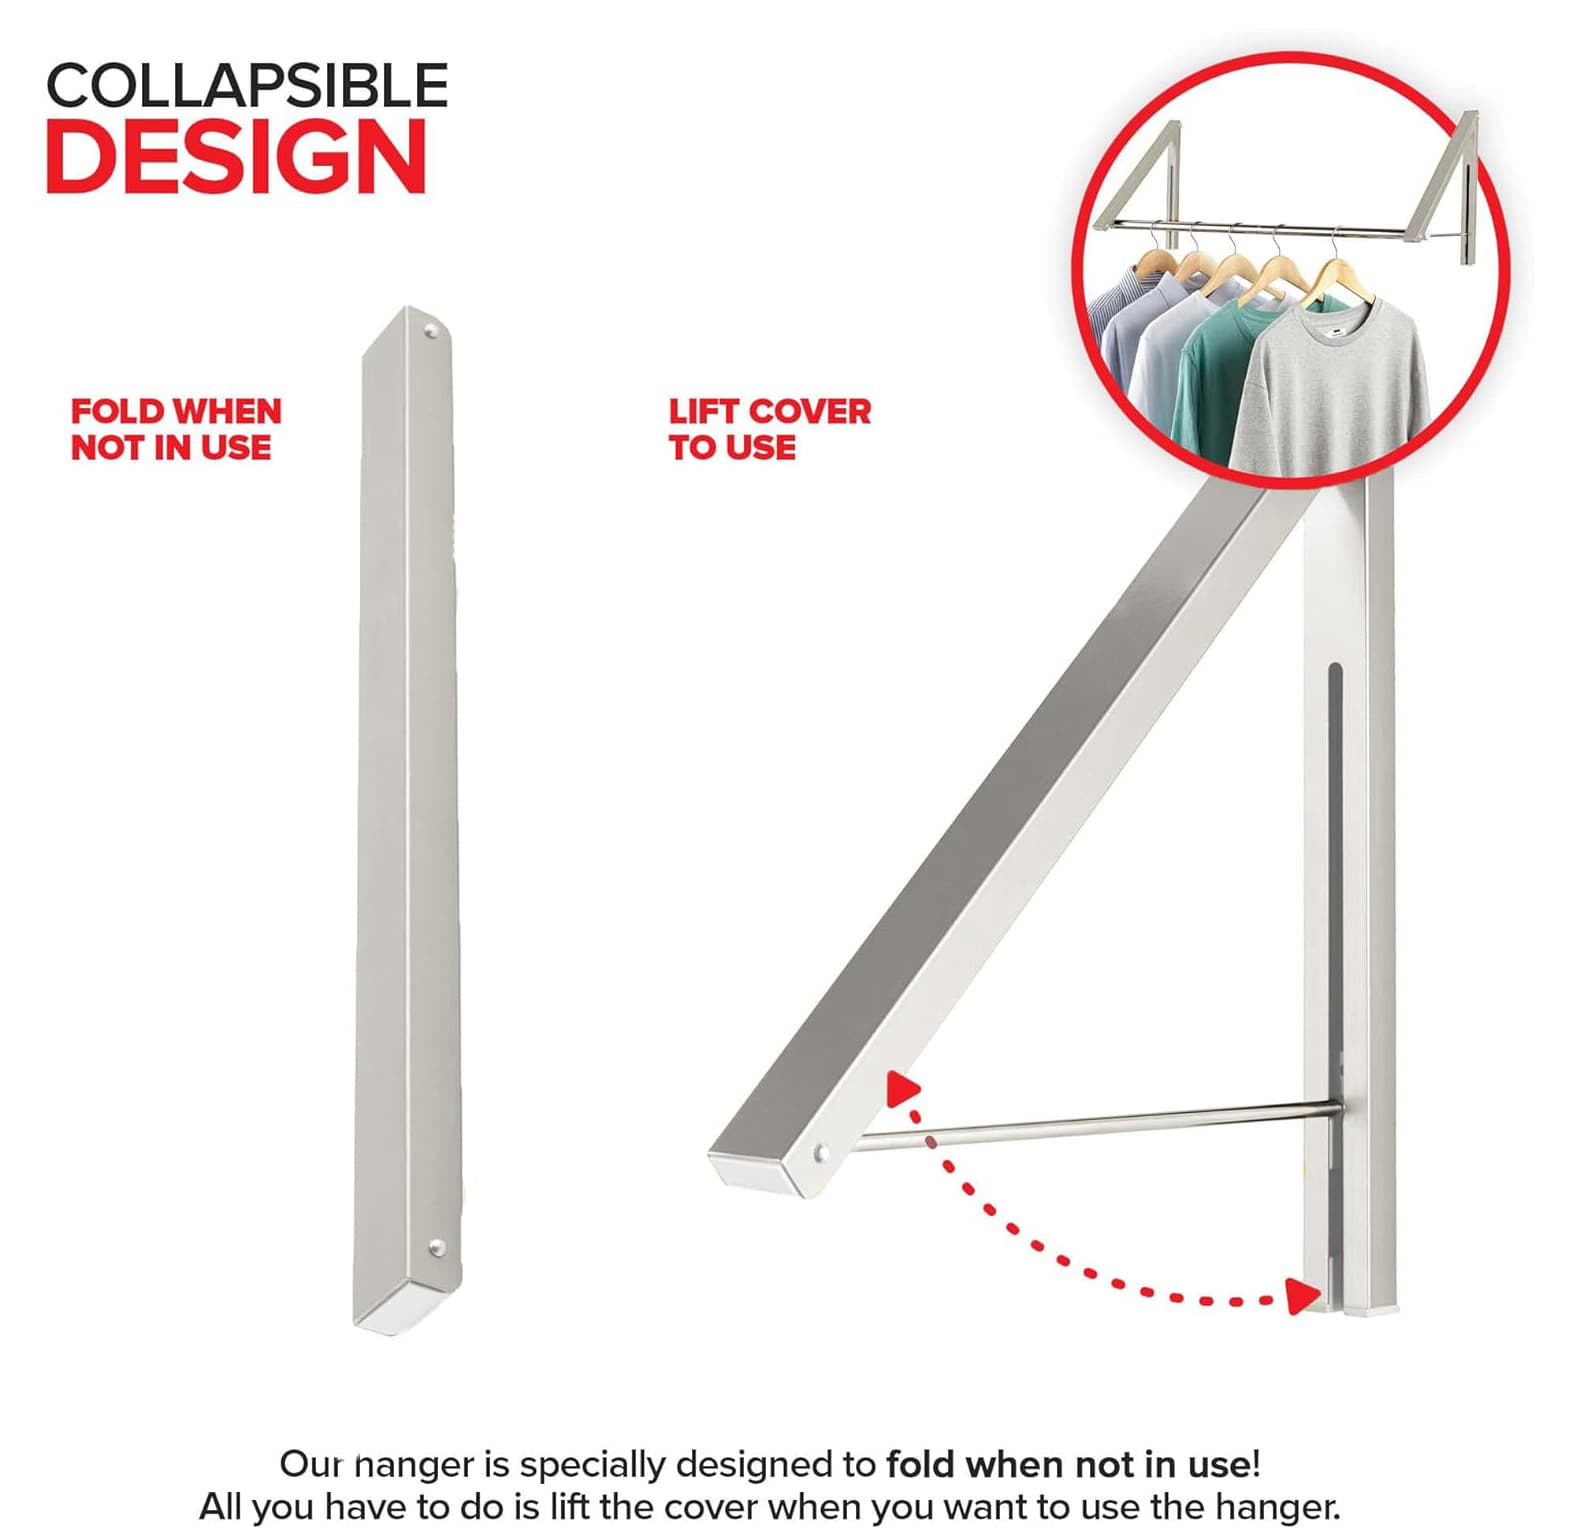 COLLAPSIBLE
DESIGN
FOLD WHEN
NOT IN USE
LIFT COVER
TO USE
Our hanger is specially designed to fold when not in use!
All you have to do is lift the cover when you want to use the hanger.